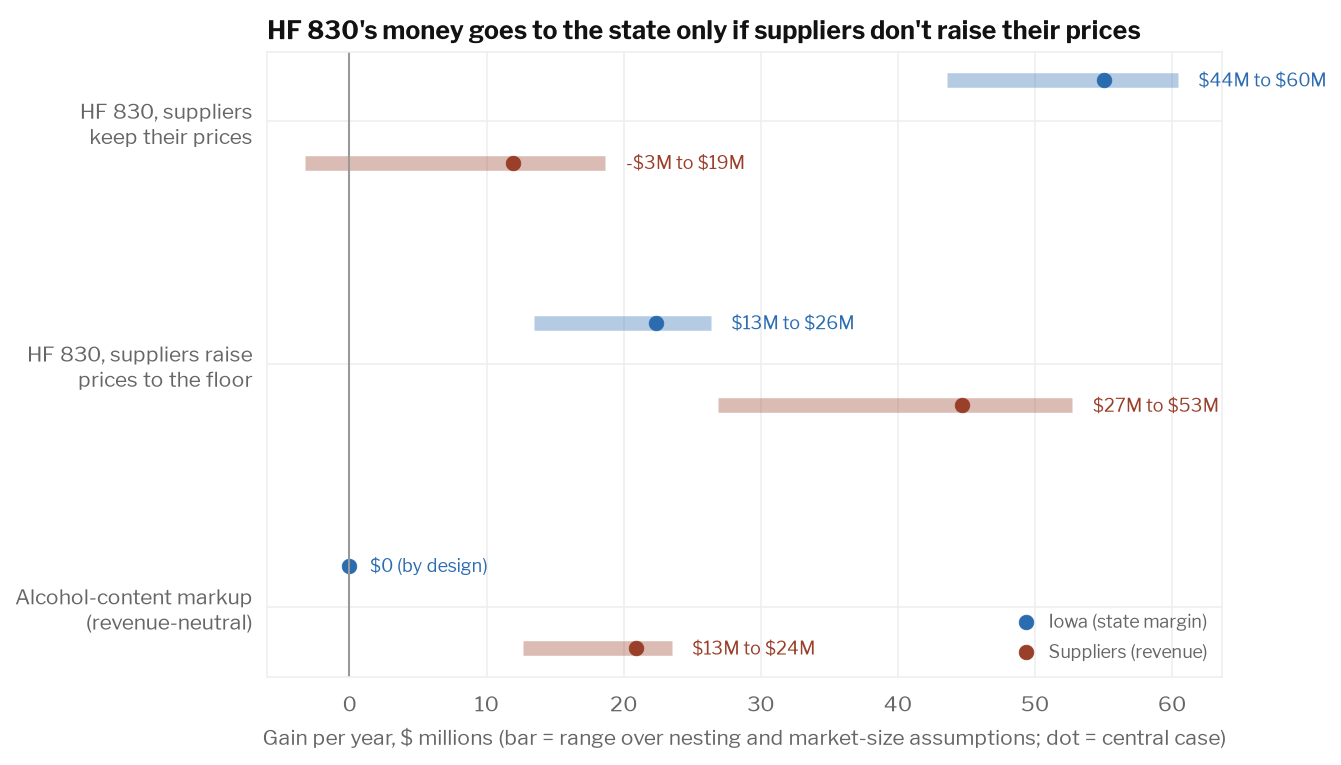 HF 830's money goes to the state only if suppliers don't raise their prices
$44M to $60M
HF 830, suppliers
keep their prices
-$3M to $19M
$13M to $26M
HF 830, suppliers raise
prices to the floor
$27M to $53M
$0 (by design)
Alcohol-content markup
(revenue-neutral)
$13M to $24M
Iowa (state margin)
Suppliers (revenue)
0 10 20 30 40 50 60
Gain per year, $ millions (bar = range over nesting and market-size assumptions; dot = central case)